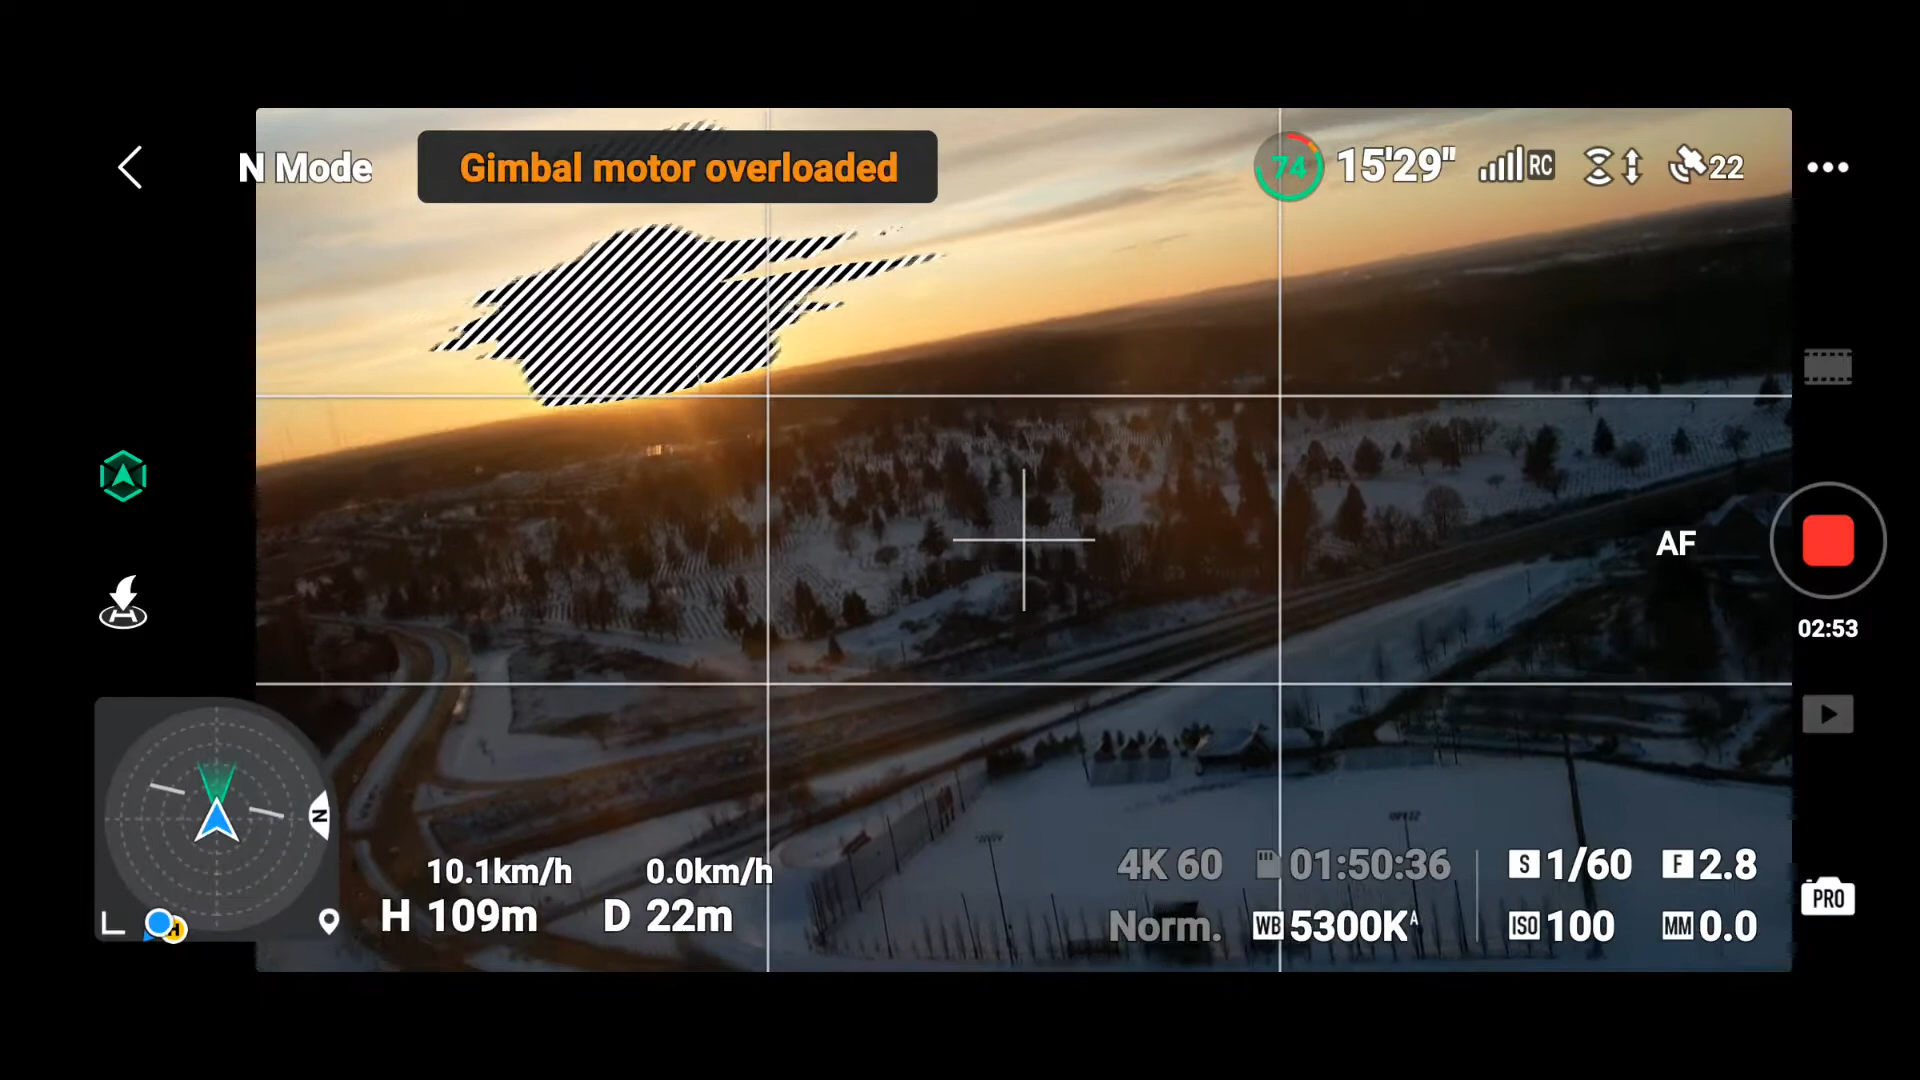 N Mode
Gimbal motor overloaded
74
15'29"
RC
22
AF
02:53
N
H
10.1km/h
0.0km/h
H 109m
D 22m
4K 60
01:50:36
S 1/60
F 2.8
Norm.
WB 5300K A
ISO 100
MM 0.0
PRO